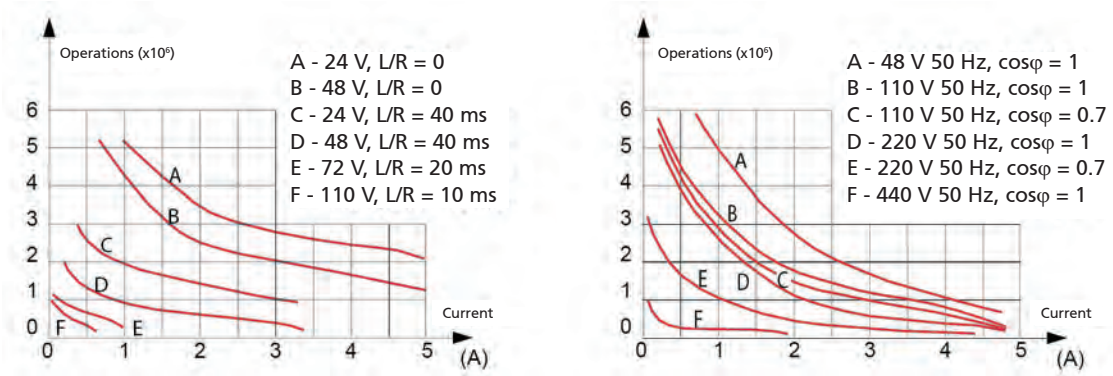 Operations (x10⁶)
A - 24 V, L/R = 0
B - 48 V, L/R = 0
C - 24 V, L/R = 40 ms
D - 48 V, L/R = 40 ms
E - 72 V, L/R = 20 ms
F - 110 V, L/R = 10 ms
6
5
4
3
2
1
0
A
B
C
D
E
F
Current
0 1 2 3 4 5 (A)
Operations (x10⁶)
A - 48 V 50 Hz, cosφ = 1
B - 110 V 50 Hz, cosφ = 1
C - 110 V 50 Hz, cosφ = 0.7
D - 220 V 50 Hz, cosφ = 1
E - 220 V 50 Hz, cosφ = 0.7
F - 440 V 50 Hz, cosφ = 1
6
5
4
3
2
1
0
A
B
E D C
F
Current
0 1 2 3 4 5 (A)